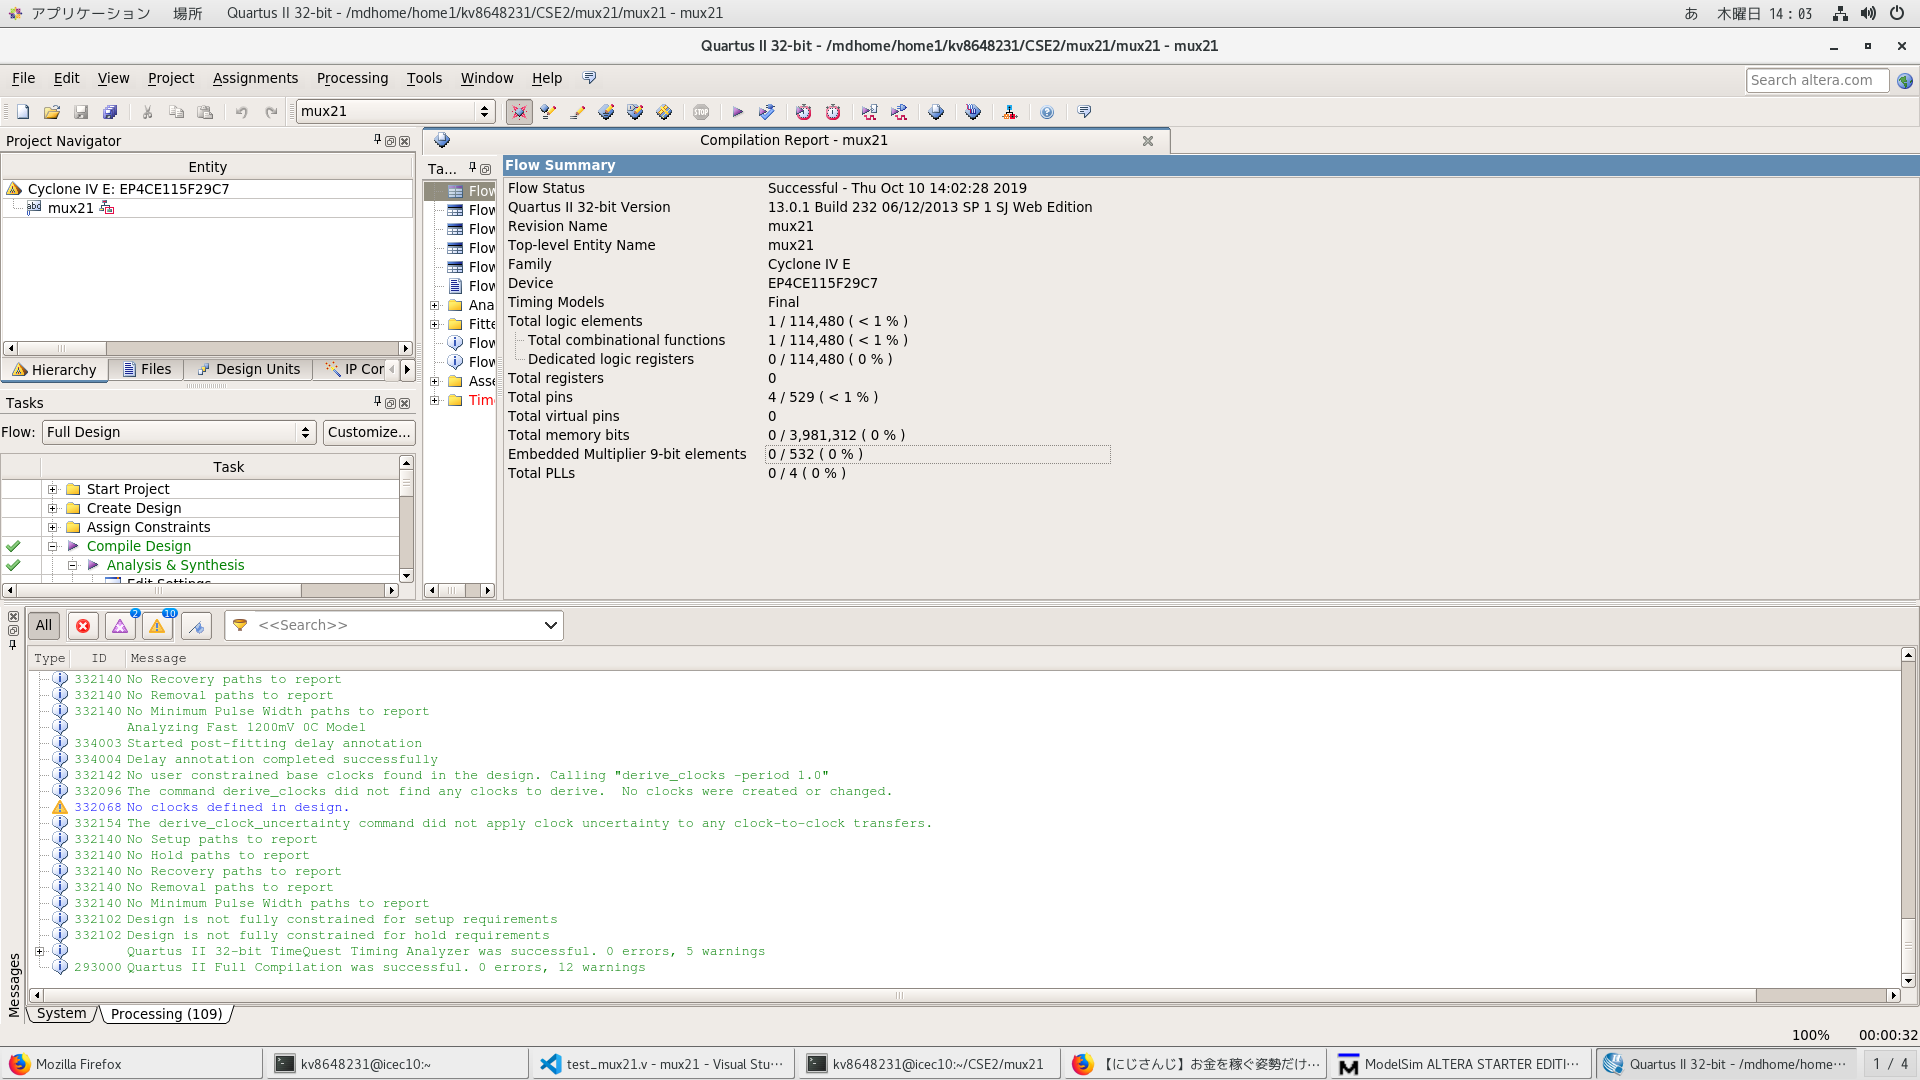 アプリケーション 場所 Quartus II 32-bit - /mdhome/home1/kv8648231/CSE2/mux21/mux21 - mux21 あ 木曜日 14：03
Quartus II 32-bit - /mdhome/home1/kv8648231/CSE2/mux21/mux21 - mux21
File Edit View Project Assignments Processing Tools Window Help Search altera.com
mux21 STOP
Project Navigator
Entity
Cyclone IV E: EP4CE115F29C7
abc mux21
Hierarchy Files Design Units IP Cor
Tasks
Flow: Full Design Customize...
Task
Start Project
Create Design
Assign Constraints
Compile Design
Analysis & Synthesis
Edit Settings
Compilation Report - mux21
Ta...
Flow
Flow
Flow
Flow
Flow
Flow
Ana
Fitte
Flow
Flow
Asse
Tim
Flow Summary
Flow Status Successful - Thu Oct 10 14:02:28 2019
Quartus II 32-bit Version 13.0.1 Build 232 06/12/2013 SP 1 SJ Web Edition
Revision Name mux21
Top-level Entity Name mux21
Family Cyclone IV E
Device EP4CE115F29C7
Timing Models Final
Total logic elements 1 / 114,480 ( < 1 % )
Total combinational functions 1 / 114,480 ( < 1 % )
Dedicated logic registers 0 / 114,480 ( 0 % )
Total registers 0
Total pins 4 / 529 ( < 1 % )
Total virtual pins 0
Total memory bits 0 / 3,981,312 ( 0 % )
Embedded Multiplier 9-bit elements 0 / 532 ( 0 % )
Total PLLs 0 / 4 ( 0 % )
All 2 10 <<Search>>
Type ID Message
332140 No Recovery paths to report
332140 No Removal paths to report
332140 No Minimum Pulse Width paths to report
Analyzing Fast 1200mV 0C Model
334003 Started post-fitting delay annotation
334004 Delay annotation completed successfully
332142 No user constrained base clocks found in the design. Calling "derive_clocks -period 1.0"
332096 The command derive_clocks did not find any clocks to derive.  No clocks were created or changed.
332068 No clocks defined in design.
332154 The derive_clock_uncertainty command did not apply clock uncertainty to any clock-to-clock transfers.
332140 No Setup paths to report
332140 No Hold paths to report
332140 No Recovery paths to report
332140 No Removal paths to report
332140 No Minimum Pulse Width paths to report
332102 Design is not fully constrained for setup requirements
332102 Design is not fully constrained for hold requirements
Quartus II 32-bit TimeQuest Timing Analyzer was successful. 0 errors, 5 warnings
293000 Quartus II Full Compilation was successful. 0 errors, 12 warnings
Messages
System Processing (109)
100% 00:00:32
Mozilla Firefox kv8648231@icec10:~ test_mux21.v - mux21 - Visual Stu⋯ kv8648231@icec10:~/CSE2/mux21 【にじさんじ】お金を稼ぐ姿勢だけ⋯ ModelSim ALTERA STARTER EDITI⋯ Quartus II 32-bit - /mdhome/home⋯ 1 / 4